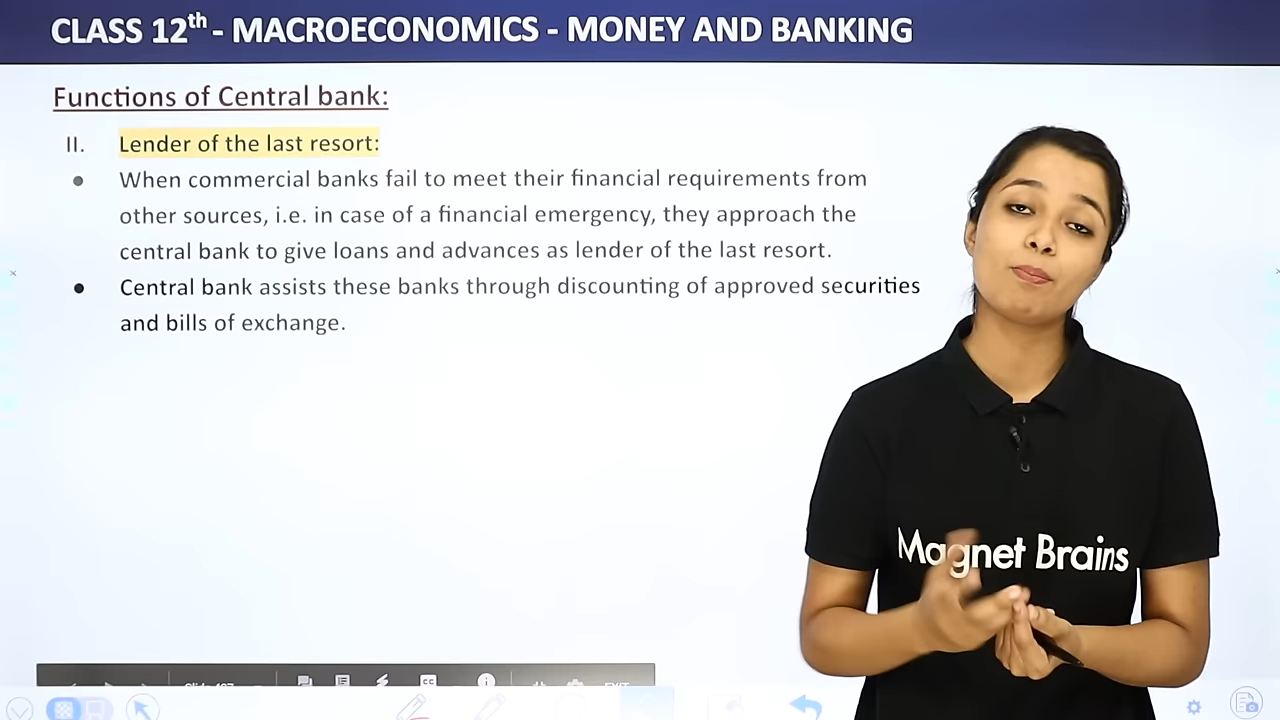 CLASS 12th - MACROECONOMICS - MONEY AND BANKING
Functions of Central bank:
II. Lender of the last resort:
● When commercial banks fail to meet their financial requirements from
other sources, i.e. in case of a financial emergency, they approach the
central bank to give loans and advances as lender of the last resort.
● Central bank assists these banks through discounting of approved securities
and bills of exchange.
Magnet Brains
CC
EXIT